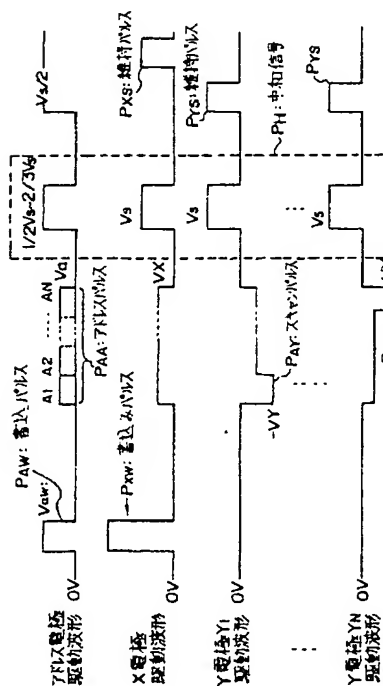 アドレス電極
駆動波形
0V
PAW:書込パルス
Vaw
A1 A2 ‥‥ AN
Va
PAA:アドレスパルス
1/2Vs~2/3Vs
Vs/2
X電極
駆動波形
0V
PXW:書込みパルス
VX
Vs
PXS:維持パルス
Y電極Y1
駆動波形
0V
-VY
PAY:スキャンパルス
Vs
PYS:維持パルス
PH:中和信号
Y電極YN
駆動波形
0V
Vs
PYS